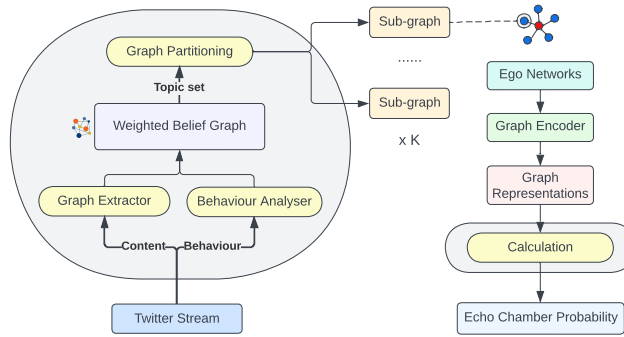 Graph Partitioning
Topic set
Weighted Belief Graph
Graph Extractor
Behaviour Analyser
Content
Behaviour
Twitter Stream
Sub-graph
......
Sub-graph
x K
Ego Networks
Graph Encoder
Graph
Representations
Calculation
Echo Chamber Probability